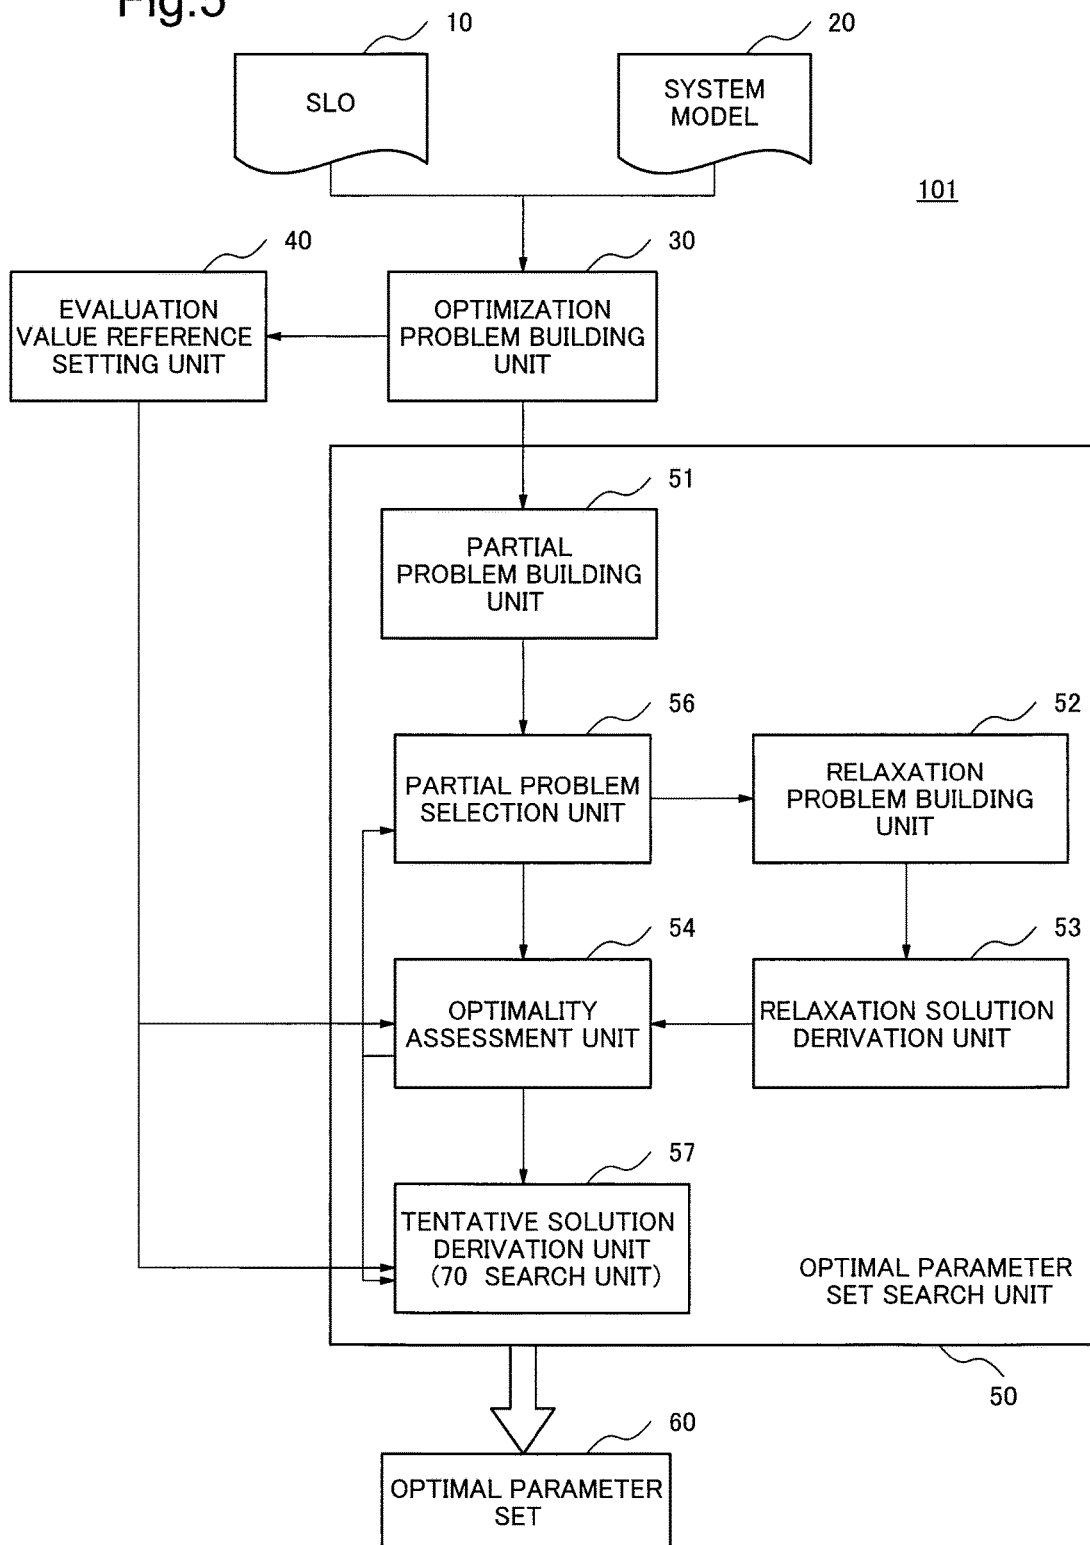 Fig.5
10
20
SLO
SYSTEM
MODEL
101
40
30
EVALUATION
VALUE REFERENCE
SETTING UNIT
OPTIMIZATION
PROBLEM BUILDING
UNIT
51
PARTIAL
PROBLEM BUILDING
UNIT
56
52
PARTIAL PROBLEM
SELECTION UNIT
RELAXATION
PROBLEM BUILDING
UNIT
54
53
OPTIMALITY
ASSESSMENT UNIT
RELAXATION SOLUTION
DERIVATION UNIT
57
TENTATIVE SOLUTION
DERIVATION UNIT
(70 SEARCH UNIT)
OPTIMAL PARAMETER
SET SEARCH UNIT
50
60
OPTIMAL PARAMETER
SET